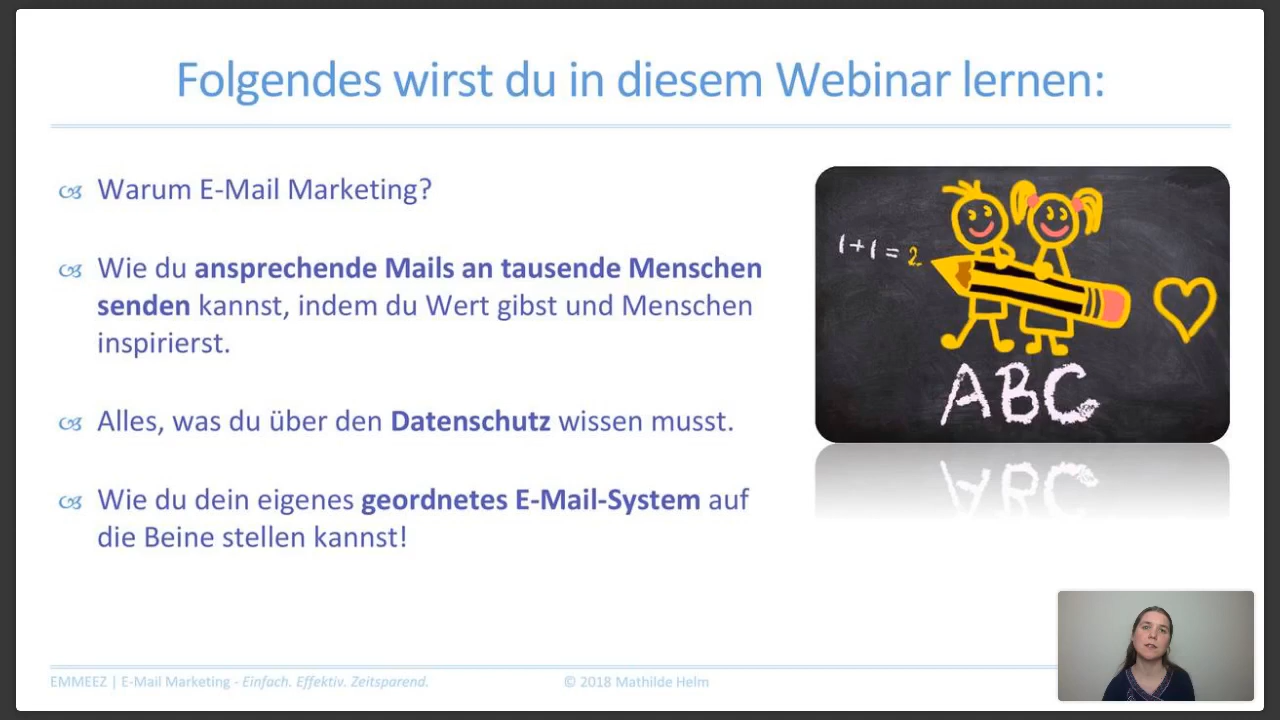 Folgendes wirst du in diesem Webinar lernen:
Warum E-Mail Marketing?
Wie du ansprechende Mails an tausende Menschen
senden kannst, indem du Wert gibst und Menschen
inspirierst.
Alles, was du über den Datenschutz wissen musst.
Wie du dein eigenes geordnetes E-Mail-System auf
die Beine stellen kannst!
1+1=2
ABC
EMMEEZ | E-Mail Marketing - Einfach. Effektiv. Zeitsparend.
© 2018 Mathilde Helm